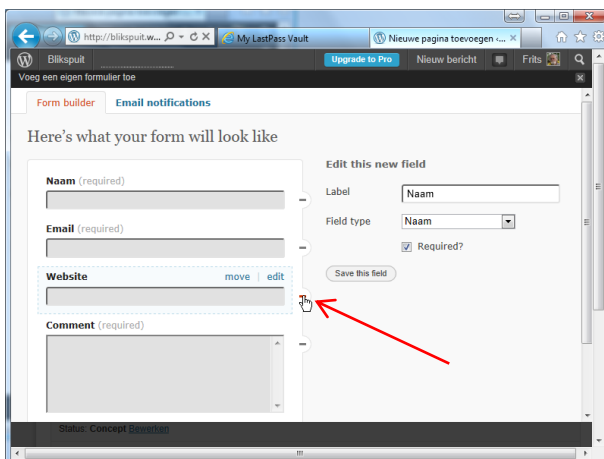 http://blikspuit.w...
My LastPass Vault
Nieuwe pagina toevoegen ‹...
Blikspuit
Upgrade to Pro
Nieuw bericht
Frits
Voeg een eigen formulier toe
Form builder
Email notifications
Here's what your form will look like
Edit this new field
Naam (required)
Label
Naam
Field type
Naam
Email (required)
Required?
Website
move
edit
Save this field
Comment (required)
Status: Concept Bewerken